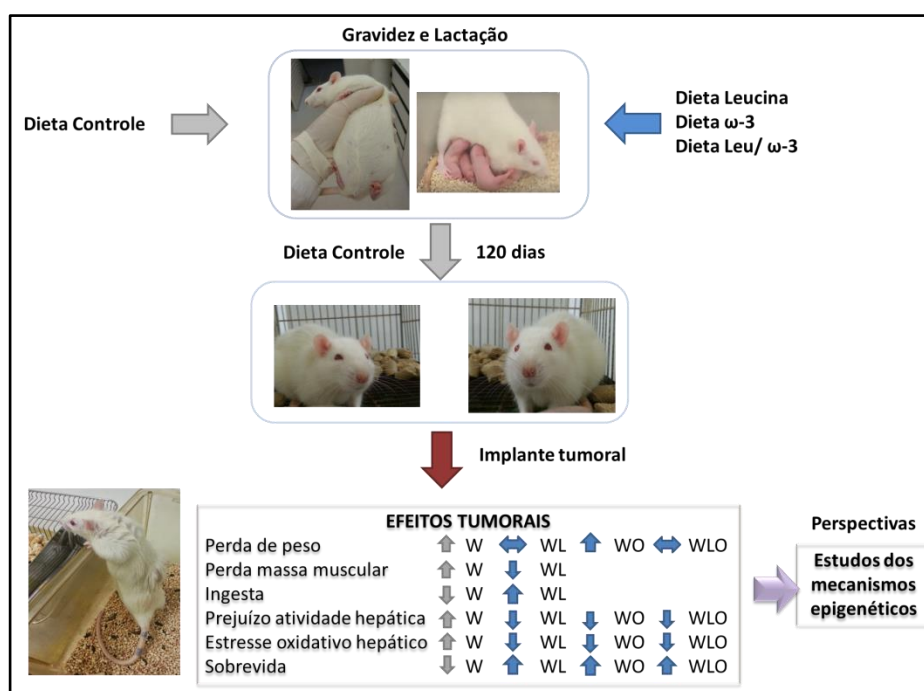 Gravidez e Lactação
Dieta Controle
Dieta Leucina
Dieta ω-3
Dieta Leu/ ω-3
Dieta Controle 120 dias
Implante tumoral
EFEITOS TUMORAIS
Perda de peso W WL WO WLO
Perda massa muscular W WL
Ingesta W WL
Prejuízo atividade hepática W WL WO WLO
Estresse oxidativo hepático W WL WO WLO
Sobrevida W WL WO WLO
Perspectivas
Estudos dos
mecanismos
epigenéticos